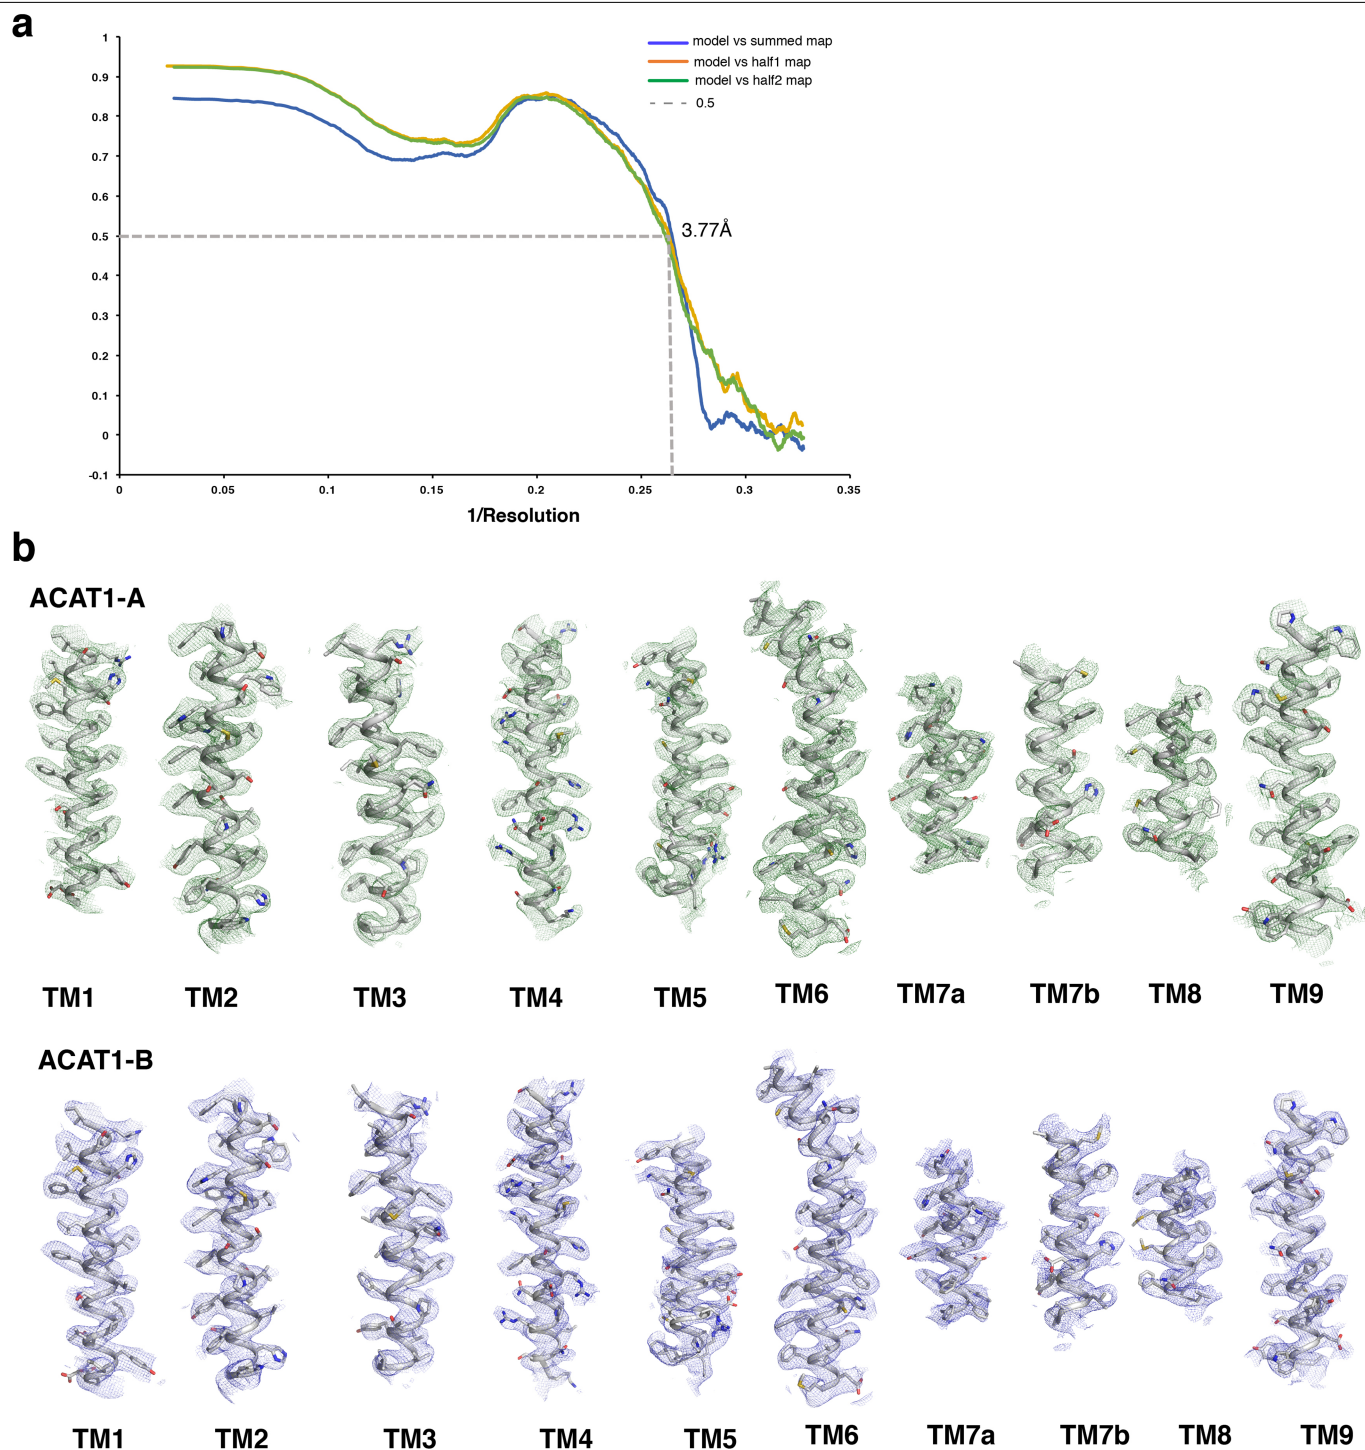 a
1
0.9
0.8
0.7
0.6
0.5
0.4
0.3
0.2
0.1
0
-0.1
model vs summed map
model vs half1 map
model vs half2 map
0.5
3.77Å
0 0.05 0.1 0.15 0.2 0.25 0.3 0.35
1/Resolution
b
ACAT1-A
TM1 TM2 TM3 TM4 TM5 TM6 TM7a TM7b TM8 TM9
ACAT1-B
TM1 TM2 TM3 TM4 TM5 TM6 TM7a TM7b TM8 TM9